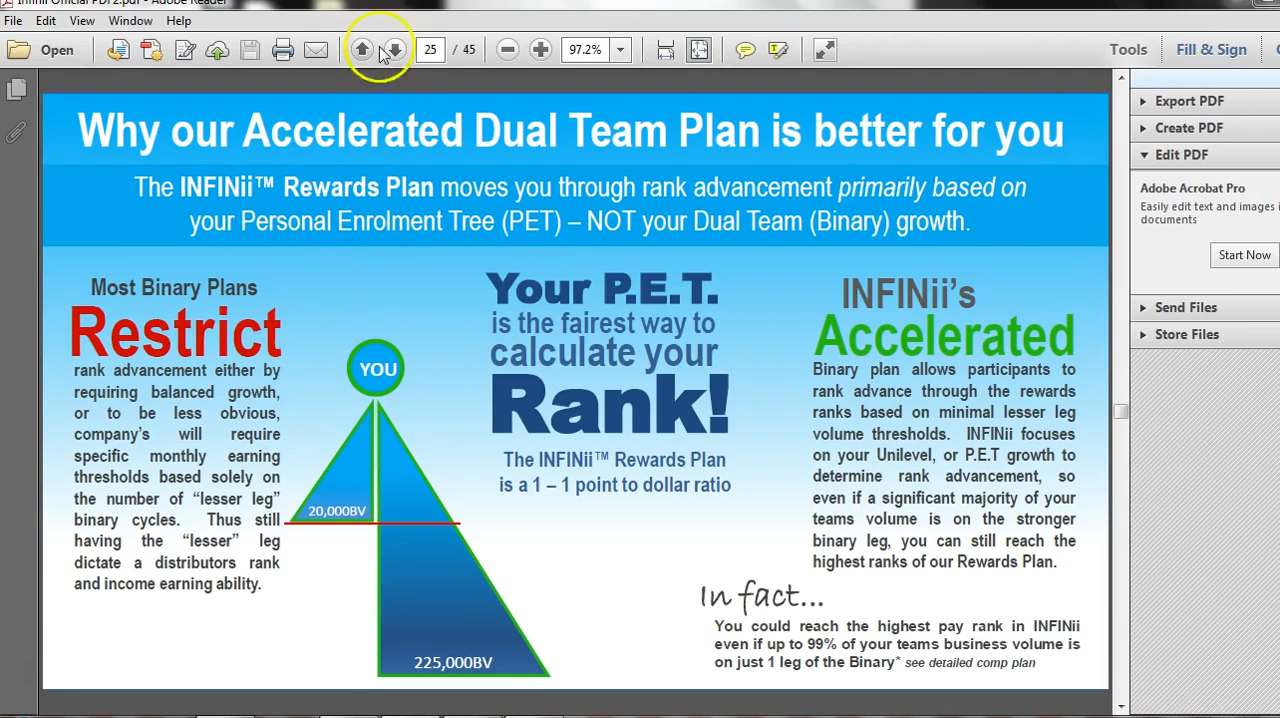 Infinii Official PDF2.pdf - Adobe Reader
File Edit View Window Help
Open 25 / 45 97.2% Tools Fill & Sign
Why our Accelerated Dual Team Plan is better for you
The INFINii™ Rewards Plan moves you through rank advancement primarily based on
your Personal Enrolment Tree (PET) – NOT your Dual Team (Binary) growth.
Most Binary Plans
Restrict
rank advancement either by
requiring balanced growth,
or to be less obvious,
company's will require
specific monthly earning
thresholds based solely on
the number of "lesser leg"
binary cycles. Thus still
having the "lesser" leg
dictate a distributors rank
and income earning ability.
YOU
20,000BV
225,000BV
Your P.E.T.
is the fairest way to
calculate your
Rank!
The INFINii™ Rewards Plan
is a 1 – 1 point to dollar ratio
INFINii's
Accelerated
Binary plan allows participants to
rank advance through the rewards
ranks based on minimal lesser leg
volume thresholds. INFINii focuses
on your Unilevel, or P.E.T growth to
determine rank advancement, so
even if a significant majority of your
teams volume is on the stronger
binary leg, you can still reach the
highest ranks of our Rewards Plan.
In fact...
You could reach the highest pay rank in INFINii
even if up to 99% of your teams business volume is
on just 1 leg of the Binary* see detailed comp plan
Export PDF
Create PDF
Edit PDF
Adobe Acrobat Pro
Edit text and images i
documents
Start Now
Send Files
Store Files